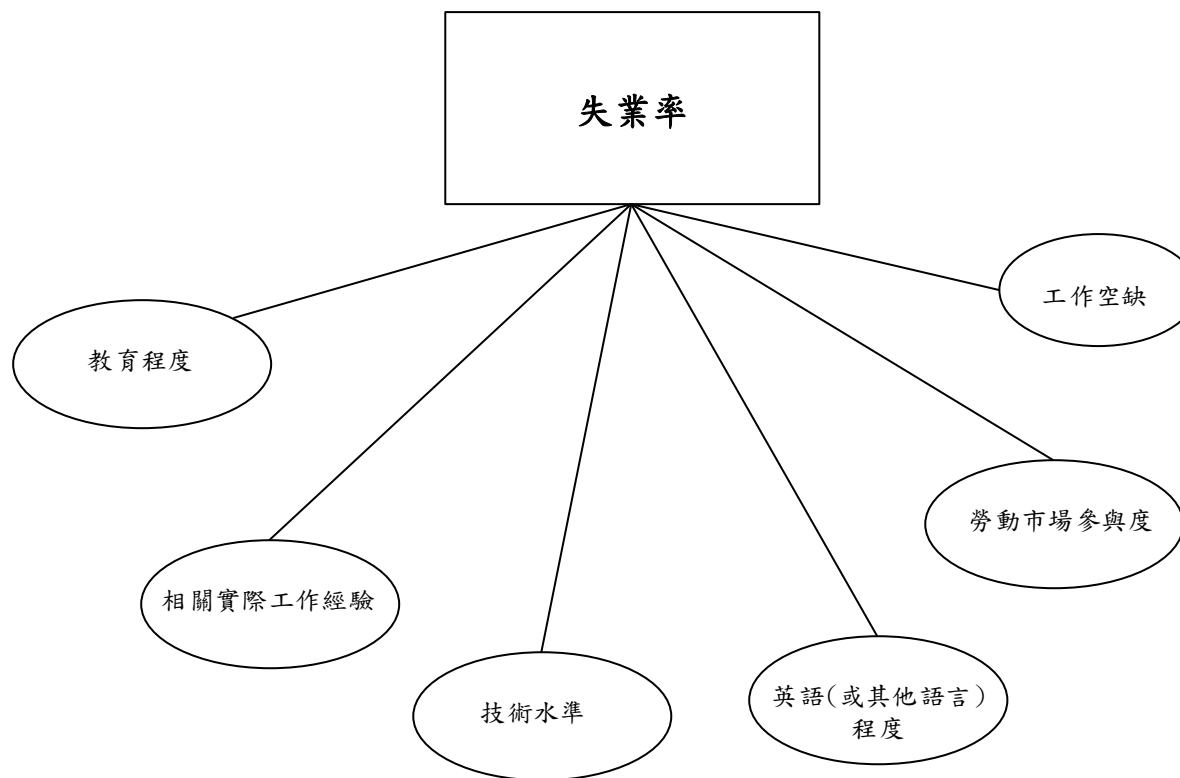 失業率
工作空缺
教育程度
勞動市場參與度
相關實際工作經驗
技術水準
英語(或其他語言)
程度